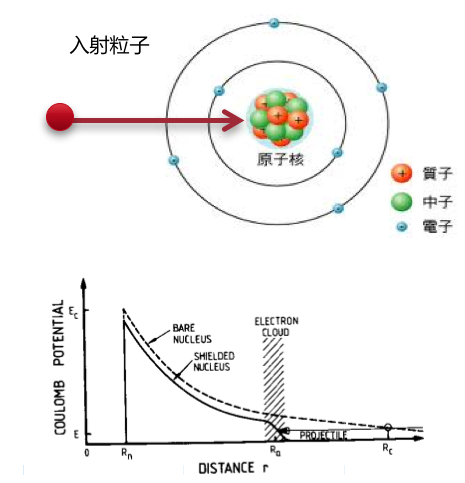 入射粒子
原子核
+ 質子
中子
- 電子
COULOMB POTENTIAL
Ec
E
BARE
NUCLEUS
SHIELDED
NUCLEUS
ELECTRON
CLOUD
PROJECTILE
0
Rn
Ra
Rc
DISTANCE r